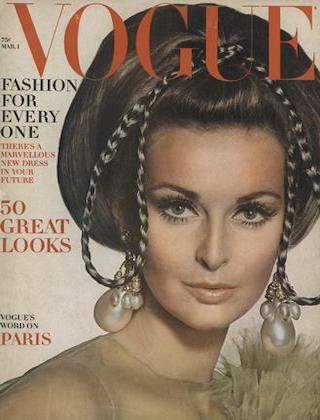 VOGUE
75¢
MAR. 1
FASHION
FOR
EVERY
ONE
THERE'S A
MARVELLOUS
NEW DRESS
IN YOUR
FUTURE
50
GREAT
LOOKS
VOGUE'S
WORD ON
PARIS